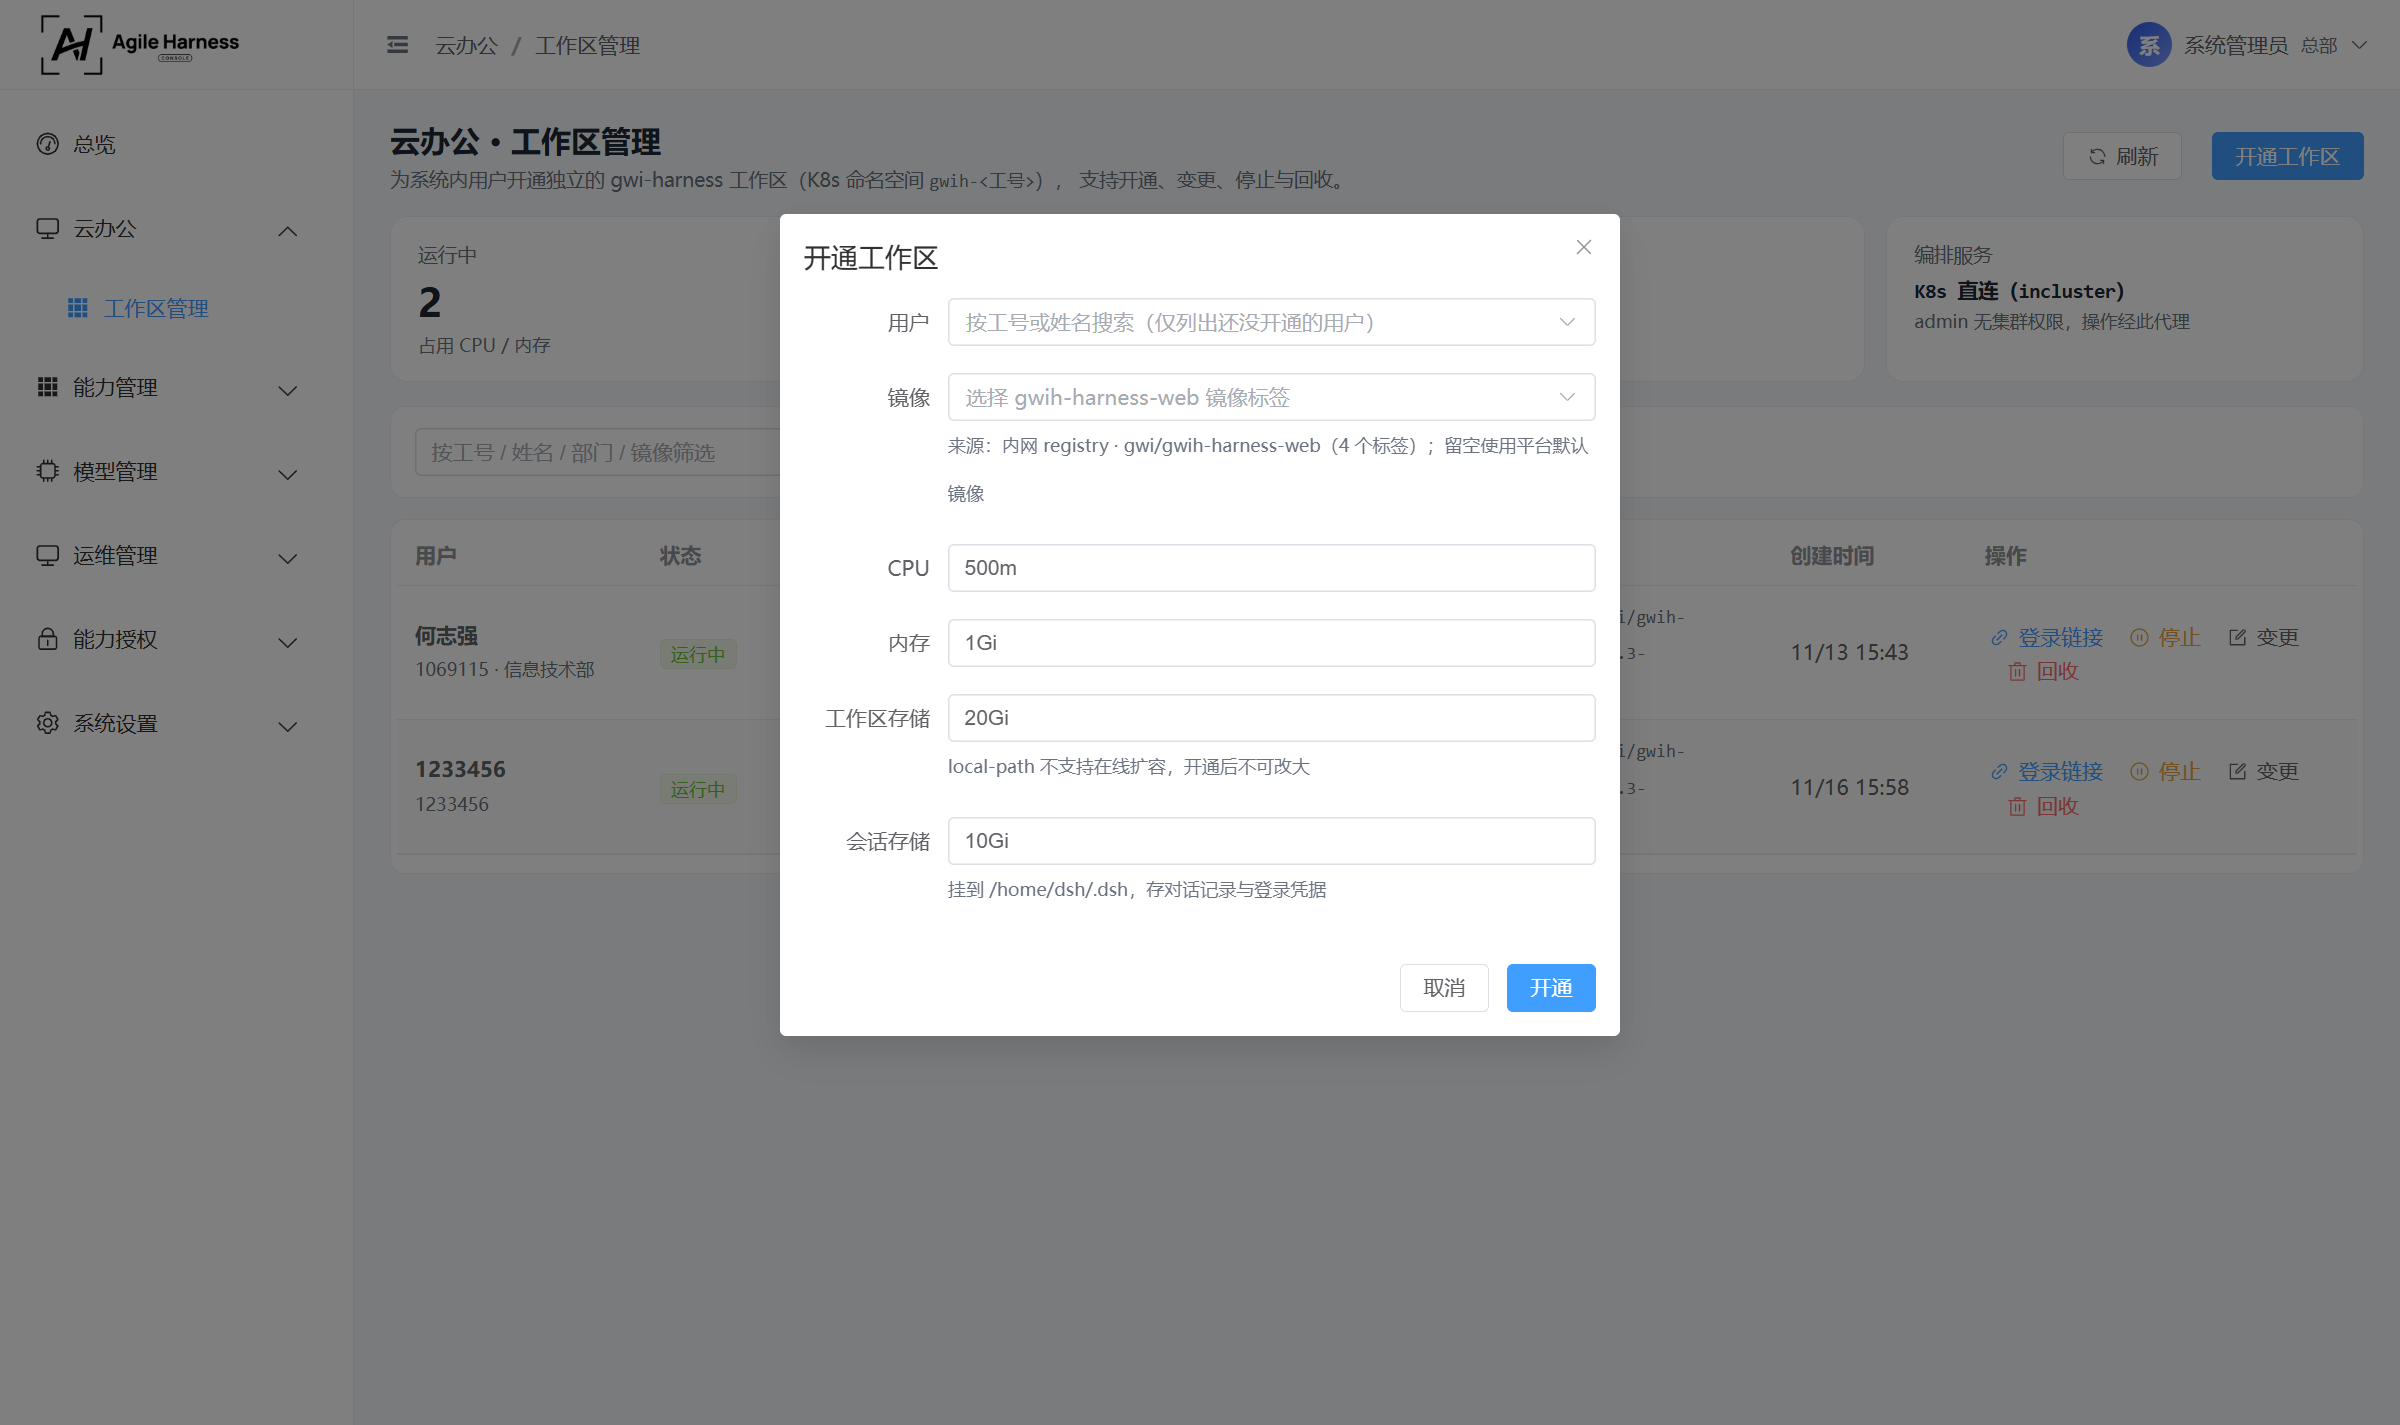 Agile Harness
CONSOLE
云办公 / 工作区管理
系 系统管理员 总部
总览
云办公
工作区管理
能力管理
模型管理
运维管理
能力授权
系统设置
云办公 · 工作区管理
为系统内用户开通独立的 gwi-harness 工作区（K8s 命名空间 gwih-<工号>）， 支持开通、变更、停止与回收。
刷新
开通工作区
运行中
2
占用 CPU / 内存
编排服务
K8s 直连（incluster）
admin 无集群权限，操作经此代理
按工号 / 姓名 / 部门 / 镜像筛选
用户 状态 创建时间 操作
何志强
1069115 · 信息技术部
运行中
i/gwih-
.3-
11/13 15:43
登录链接 停止 变更
回收
1233456
1233456
运行中
i/gwih-
.3-
11/16 15:58
登录链接 停止 变更
回收
开通工作区
用户 按工号或姓名搜索（仅列出还没开通的用户）
镜像 选择 gwih-harness-web 镜像标签
来源：内网 registry · gwi/gwih-harness-web（4 个标签）；留空使用平台默认
镜像
CPU 500m
内存 1Gi
工作区存储 20Gi
local-path 不支持在线扩容，开通后不可改大
会话存储 10Gi
挂到 /home/dsh/.dsh，存对话记录与登录凭据
取消 开通